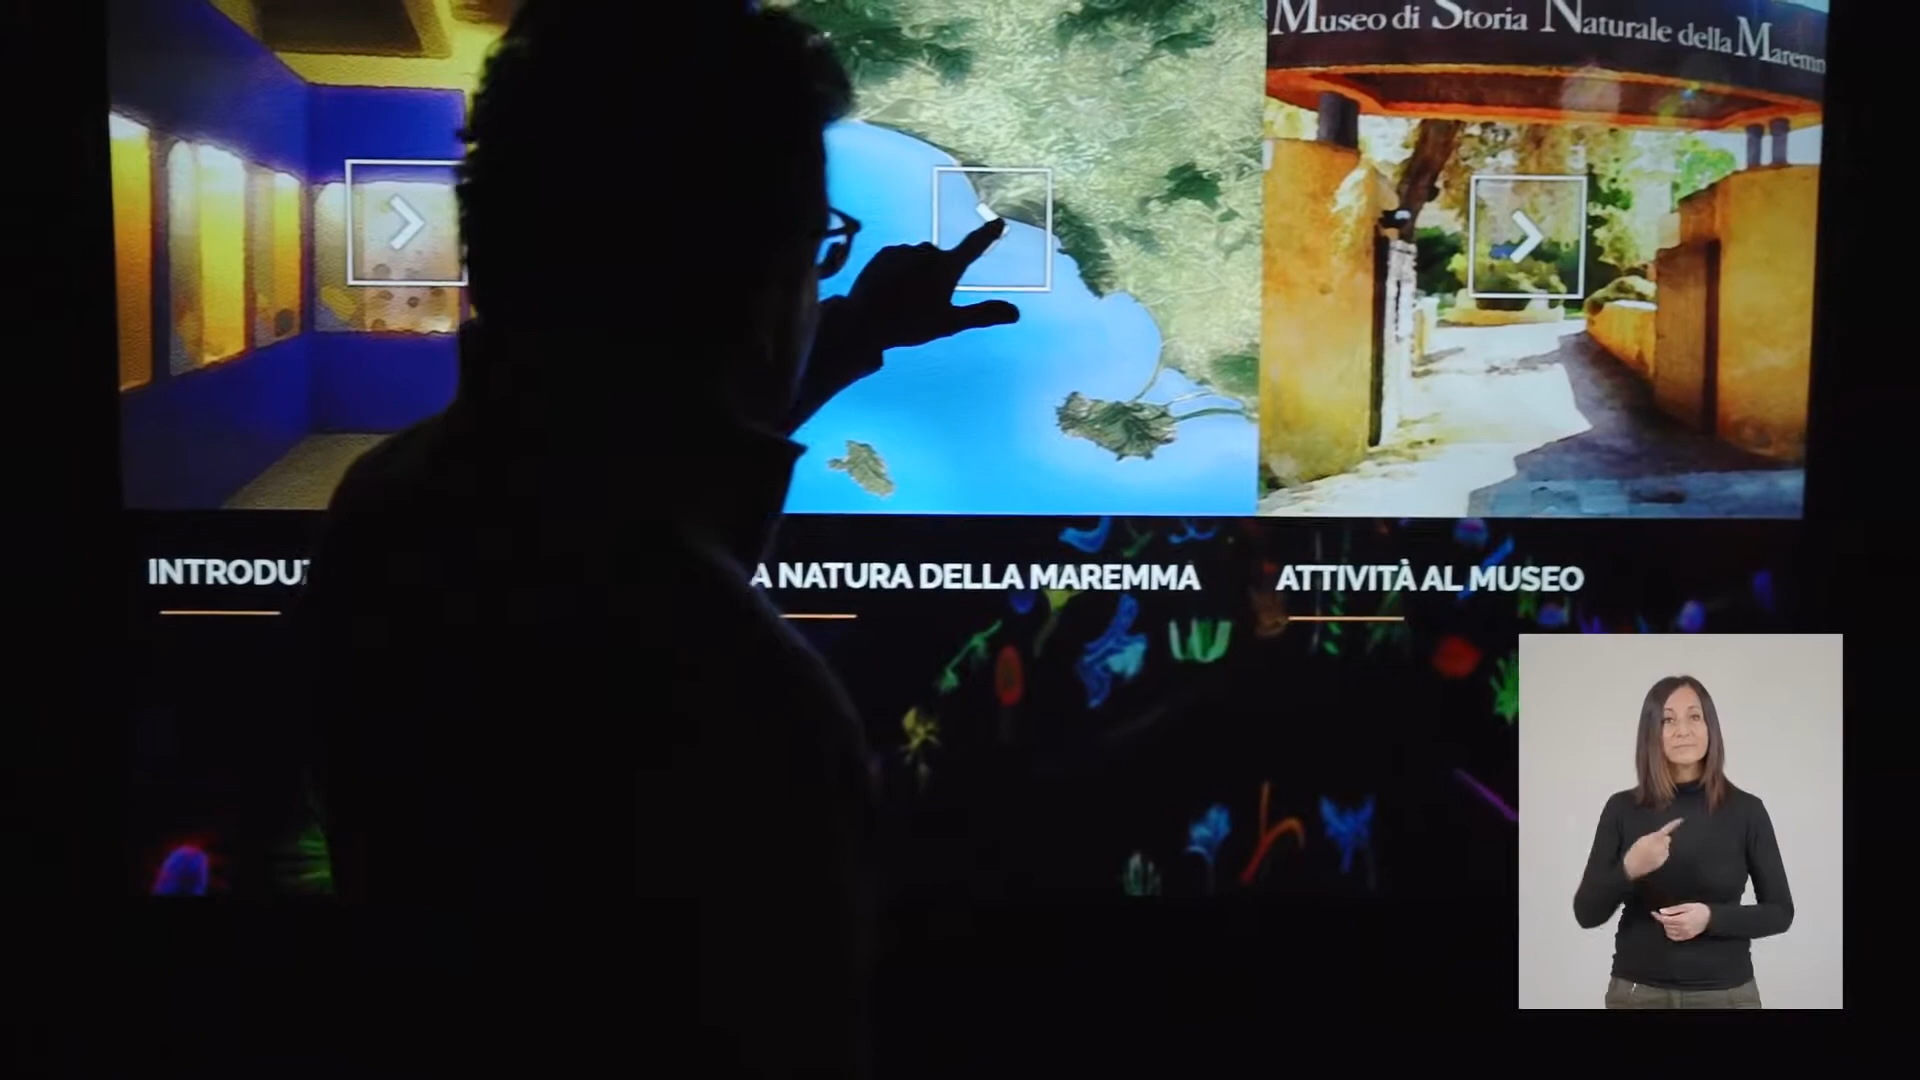 Museo di Storia Naturale della Maremm
INTRODU
A NATURA DELLA MAREMMA
ATTIVITÀ AL MUSEO